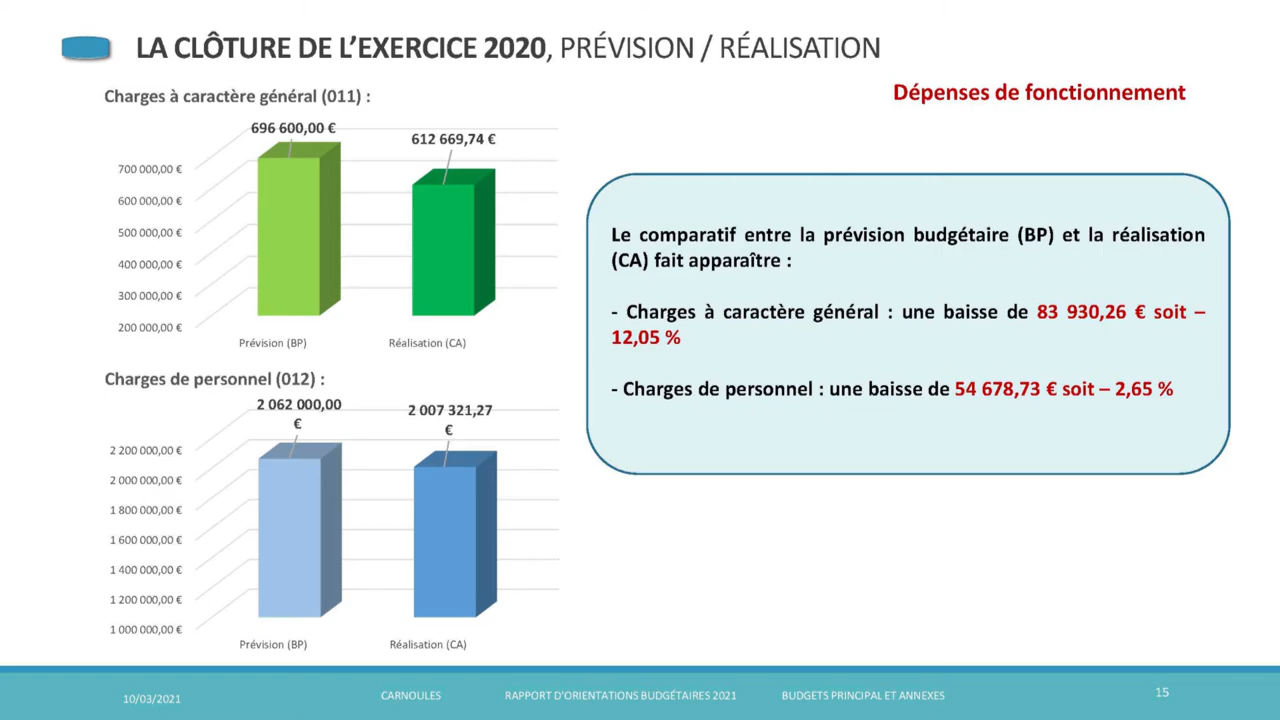 LA CLÔTURE DE L’EXERCICE 2020, PRÉVISION / RÉALISATION
Dépenses de fonctionnement
Charges à caractère général (011) :
696 600,00 €
612 669,74 €
700 000,00 €
600 000,00 €
500 000,00 €
400 000,00 €
300 000,00 €
200 000,00 €
Prévision (BP)
Réalisation (CA)
Charges de personnel (012) :
2 062 000,00
€
2 007 321,27
€
2 200 000,00 €
2 000 000,00 €
1 800 000,00 €
1 600 000,00 €
1 400 000,00 €
1 200 000,00 €
1 000 000,00 €
Prévision (BP)
Réalisation (CA)
Le comparatif entre la prévision budgétaire (BP) et la réalisation
(CA) fait apparaître :
- Charges à caractère général : une baisse de 83 930,26 € soit –
12,05 %
- Charges de personnel : une baisse de 54 678,73 € soit – 2,65 %
10/03/2021
CARNOULES
RAPPORT D'ORIENTATIONS BUDGÉTAIRES 2021
BUDGETS PRINCIPAL ET ANNEXES
15